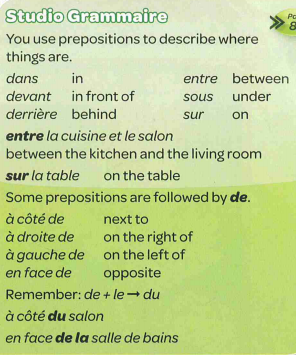 Studio Grammaire
You use prepositions to describe where
things are.
dans in entre between
devant in front of sous under
derrière behind sur on
entre la cuisine et le salon
between the kitchen and the living room
sur la table on the table
Some prepositions are followed by de.
à côté de next to
à droite de on the right of
à gauche de on the left of
en face de opposite
Remember: de + le → du
à côté du salon
en face de la salle de bains